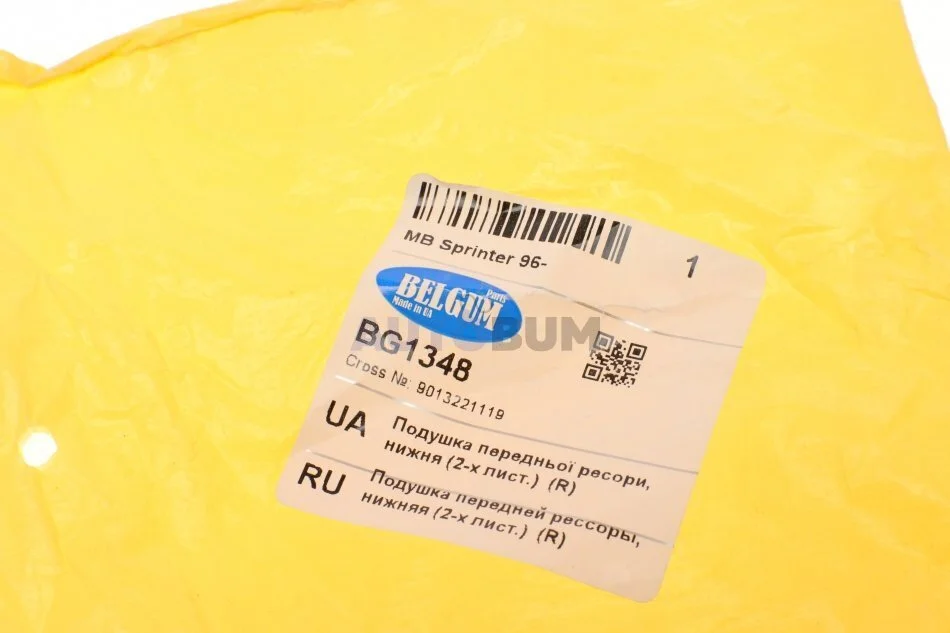 MB Sprinter 96-
1
BELGUM
Parts
Made in UA
AUTOBUM
BG1348
Cross №: 9013221119
UA
Подушка передньої ресори,
нижня (2-х лист.) (R)
RU
Подушка передней рессоры,
нижняя (2-х лист.) (R)